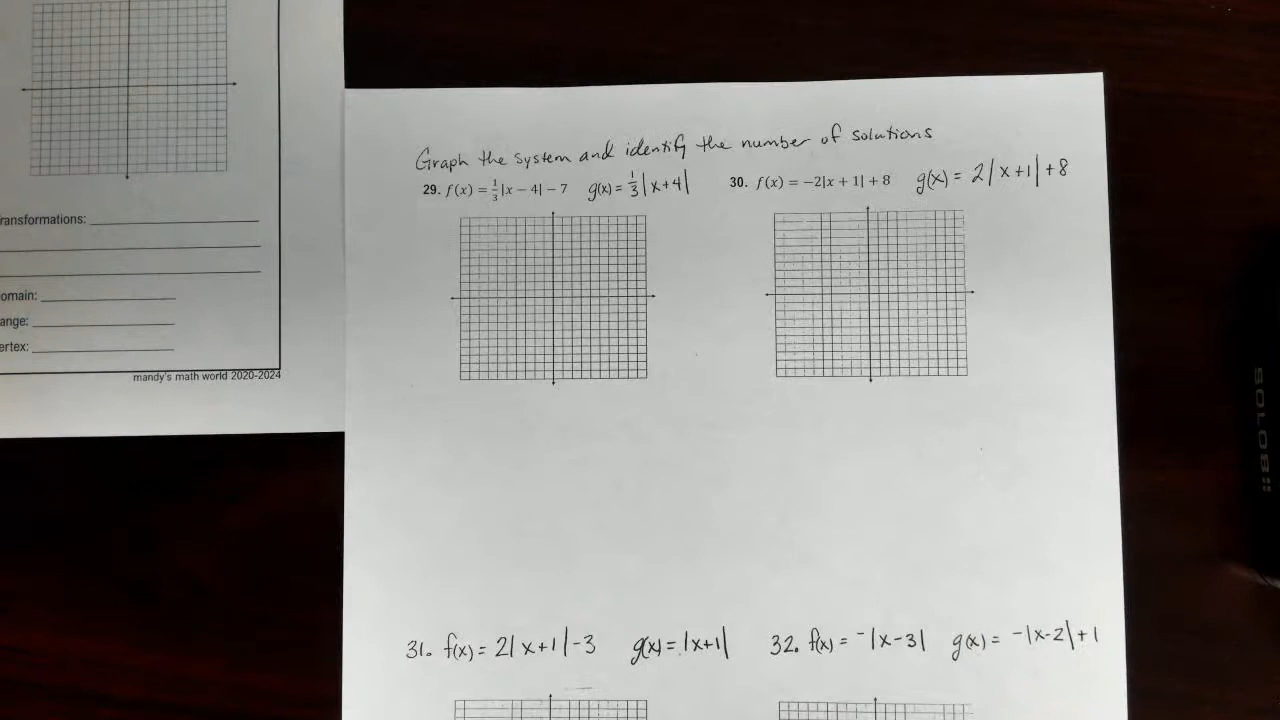 Graph the system and identify the number of solutions
29. f(x) = 1/3|x − 4| − 7 g(x) = 1/3|x+4|
30. f(x) = −2|x + 1| + 8 g(x) = 2|x+1|+8
ransformations:
omain:
ange:
ertex:
mandy's math world 2020-2024
31. f(x) = 2|x+1|-3 g(x) = |x+1|
32. f(x) = -|x-3| g(x) = -|x-2|+1
SOLO